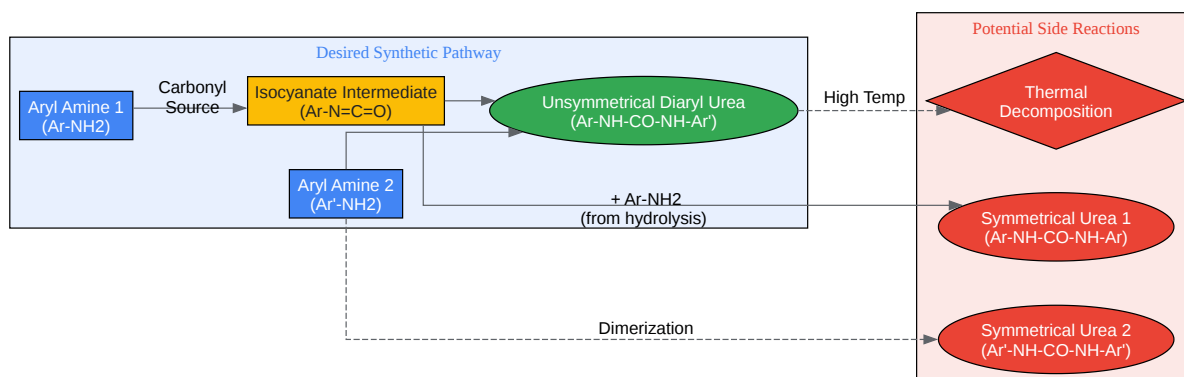 Desired Synthetic Pathway
Potential Side Reactions
Aryl Amine 1
(Ar-NH2)
Carbonyl
Source
Isocyanate Intermediate
(Ar-N=C=O)
Unsymmetrical Diaryl Urea
(Ar-NH-CO-NH-Ar')
High Temp
Thermal
Decomposition
Aryl Amine 2
(Ar'-NH2)
+ Ar-NH2
(from hydrolysis)
Symmetrical Urea 1
(Ar-NH-CO-NH-Ar)
Dimerization
Symmetrical Urea 2
(Ar'-NH-CO-NH-Ar')